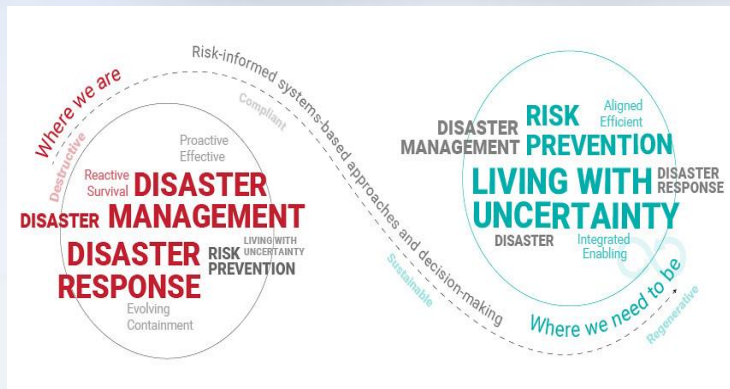 Where we are
Destructive
Risk-informed systems-based approaches and decision-making
Compliant
Proactive
Effective
Reactive
Survival
DISASTER
MANAGEMENT
DISASTER
DISASTER
RESPONSE
RISK
PREVENTION
LIVING WITH
UNCERTAINTY
Evolving
Containment
Sustainable
DISASTER
MANAGEMENT
RISK
PREVENTION
Aligned
Efficient
LIVING WITH
UNCERTAINTY
DISASTER
RESPONSE
DISASTER
Integrated
Enabling
Where we need to be
Regenerative